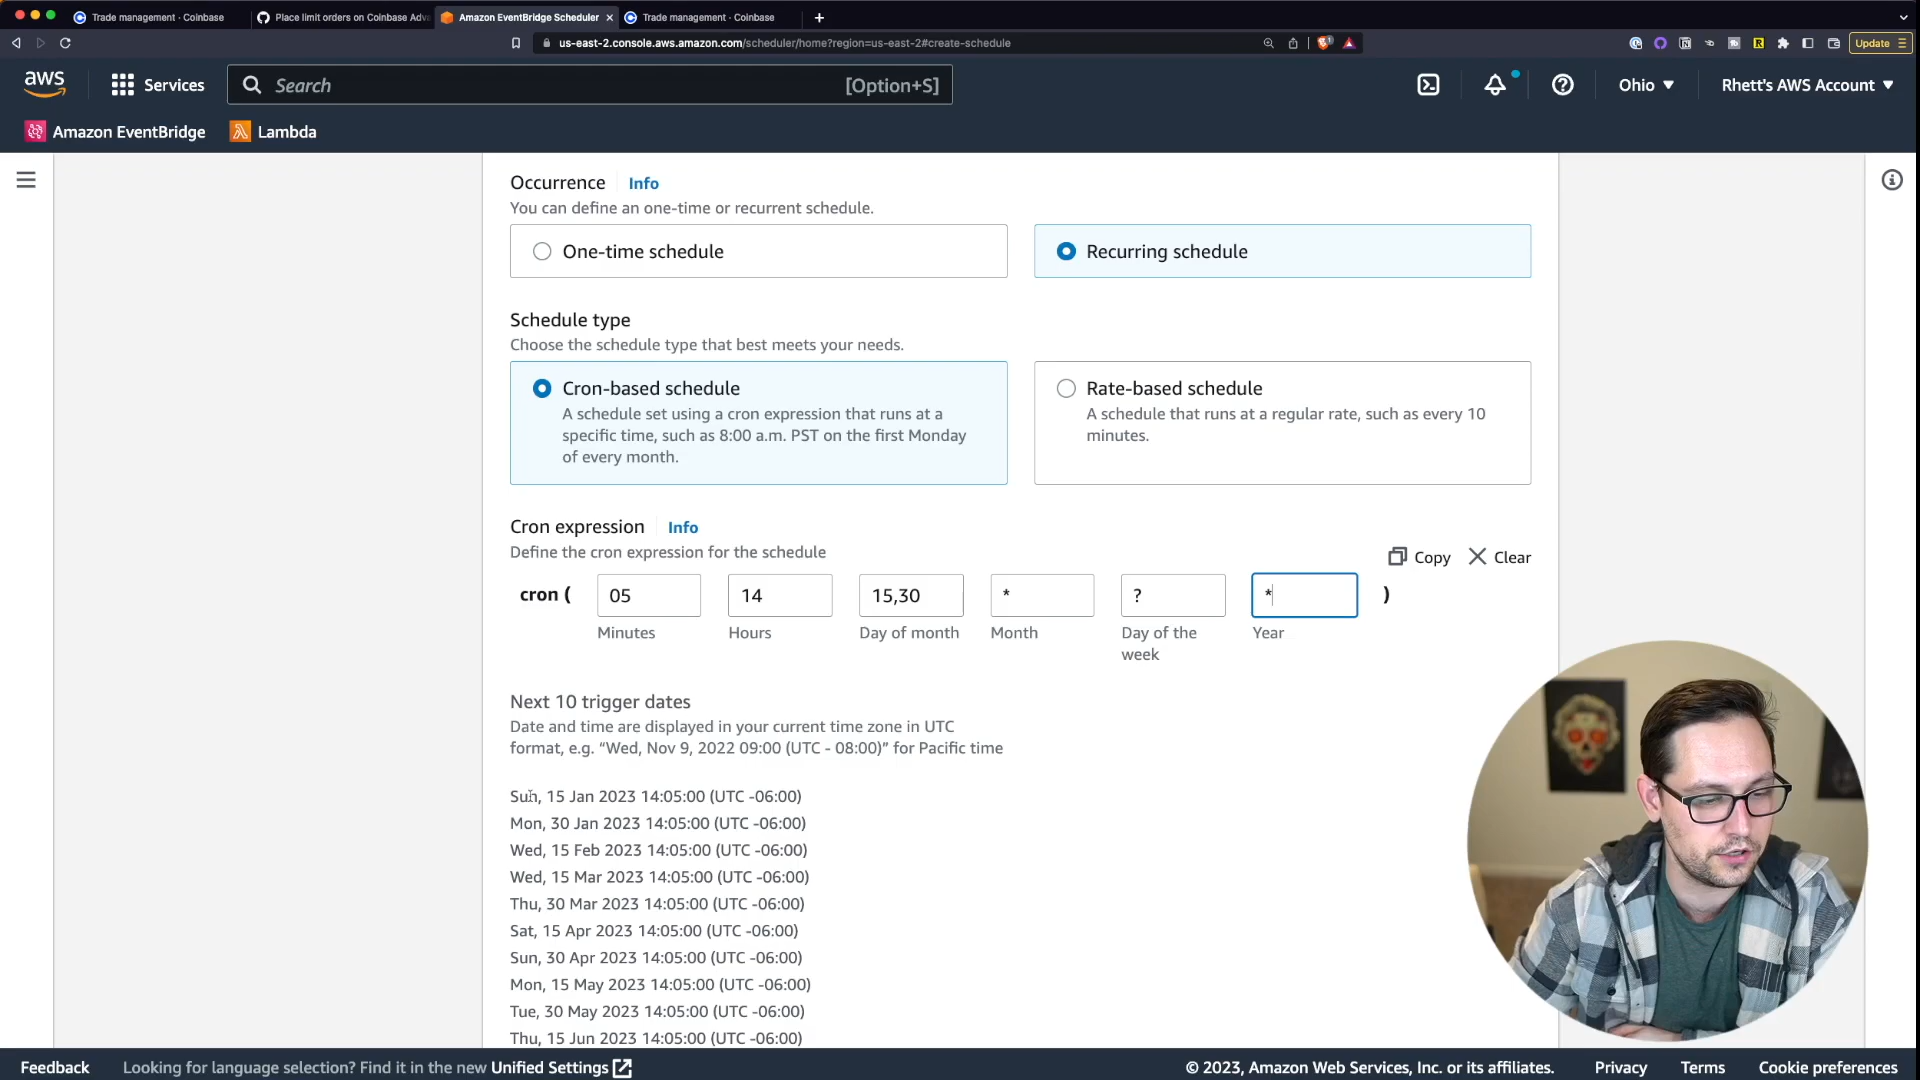 Trade management · Coinbase
Place limit orders on Coinbase Adva
Amazon EventBridge Scheduler
Trade management · Coinbase
us-east-2.console.aws.amazon.com/scheduler/home?region=us-east-2#create-schedule
Update
aws
Services
Search
[Option+S]
Ohio
Rhett's AWS Account
Amazon EventBridge
Lambda
Occurrence Info
You can define an one-time or recurrent schedule.
One-time schedule
Recurring schedule
Schedule type
Choose the schedule type that best meets your needs.
Cron-based schedule
A schedule set using a cron expression that runs at a
specific time, such as 8:00 a.m. PST on the first Monday
of every month.
Rate-based schedule
A schedule that runs at a regular rate, such as every 10
minutes.
Cron expression Info
Define the cron expression for the schedule
Copy
Clear
cron ( 05 14 15,30 * ? * )
Minutes
Hours
Day of month
Month
Day of the
week
Year
Next 10 trigger dates
Date and time are displayed in your current time zone in UTC
format, e.g. “Wed, Nov 9, 2022 09:00 (UTC - 08:00)” for Pacific time
Sun, 15 Jan 2023 14:05:00 (UTC -06:00)
Mon, 30 Jan 2023 14:05:00 (UTC -06:00)
Wed, 15 Feb 2023 14:05:00 (UTC -06:00)
Wed, 15 Mar 2023 14:05:00 (UTC -06:00)
Thu, 30 Mar 2023 14:05:00 (UTC -06:00)
Sat, 15 Apr 2023 14:05:00 (UTC -06:00)
Sun, 30 Apr 2023 14:05:00 (UTC -06:00)
Mon, 15 May 2023 14:05:00 (UTC -06:00)
Tue, 30 May 2023 14:05:00 (UTC -06:00)
Thu, 15 Jun 2023 14:05:00 (UTC -06:00)
Feedback
Looking for language selection? Find it in the new Unified Settings
© 2023, Amazon Web Services, Inc. or its affiliates.
Privacy
Terms
Cookie preferences